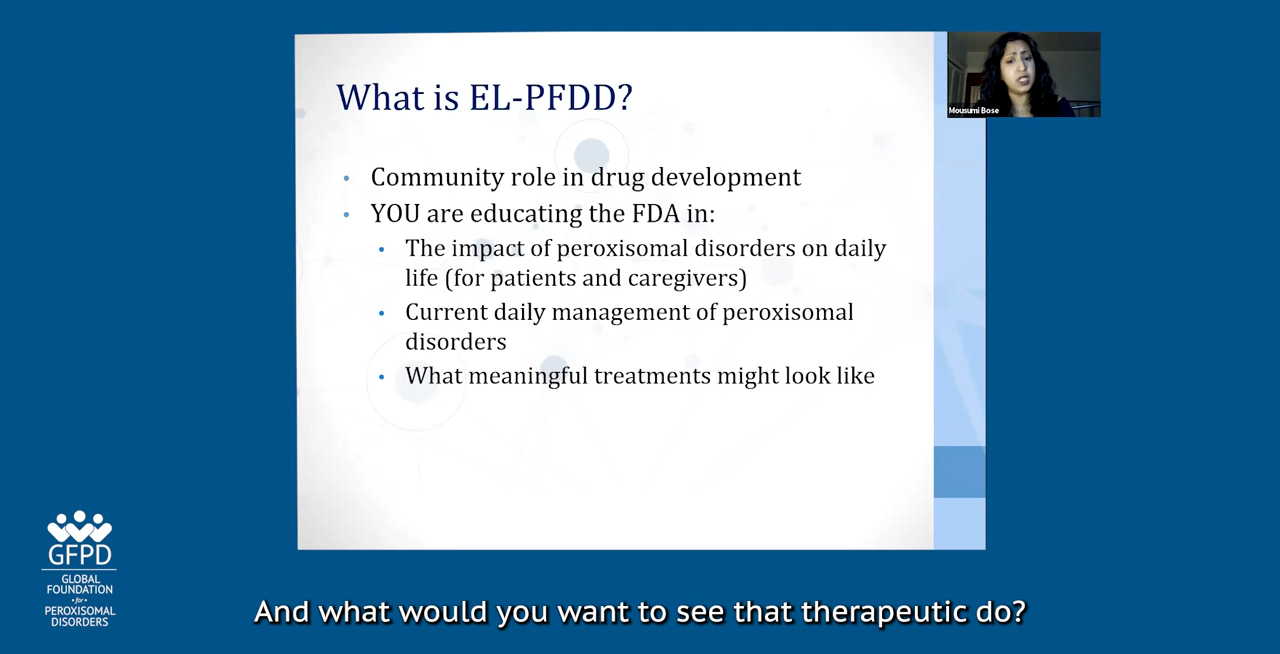 What is EL-PFDD?
Mousumi Bose
• Community role in drug development
• YOU are educating the FDA in:
• The impact of peroxisomal disorders on daily
life (for patients and caregivers)
• Current daily management of peroxisomal
disorders
• What meaningful treatments might look like
GFPD
GLOBAL
FOUNDATION
• for •
PEROXISOMAL
DISORDERS
And what would you want to see that therapeutic do?